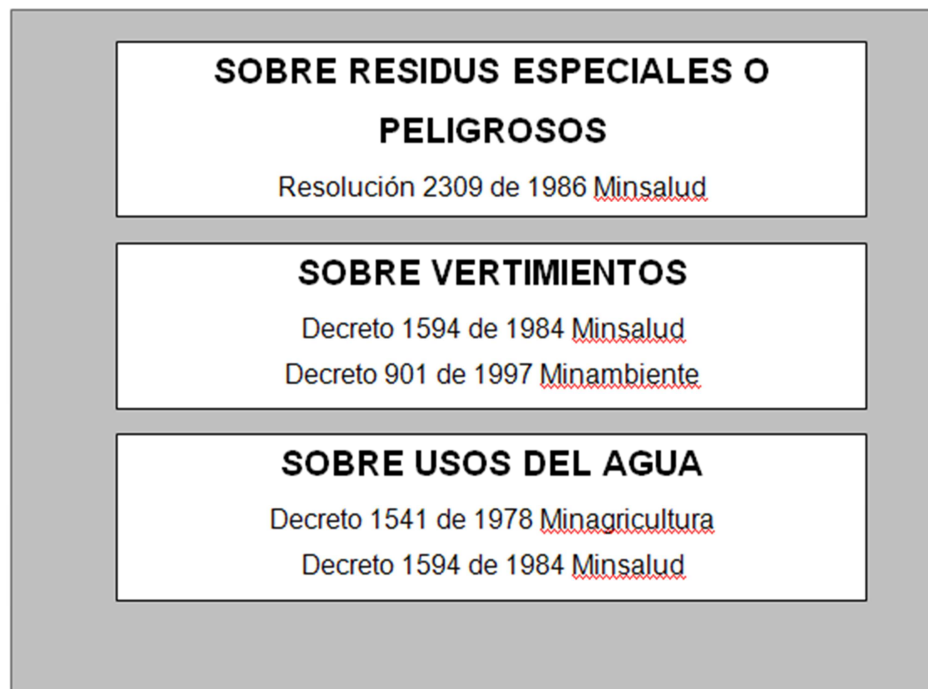 SOBRE RESIDUS ESPECIALES O
PELIGROSOS
Resolución 2309 de 1986 Minsalud
SOBRE VERTIMIENTOS
Decreto 1594 de 1984 Minsalud
Decreto 901 de 1997 Minambiente
SOBRE USOS DEL AGUA
Decreto 1541 de 1978 Minagricultura
Decreto 1594 de 1984 Minsalud